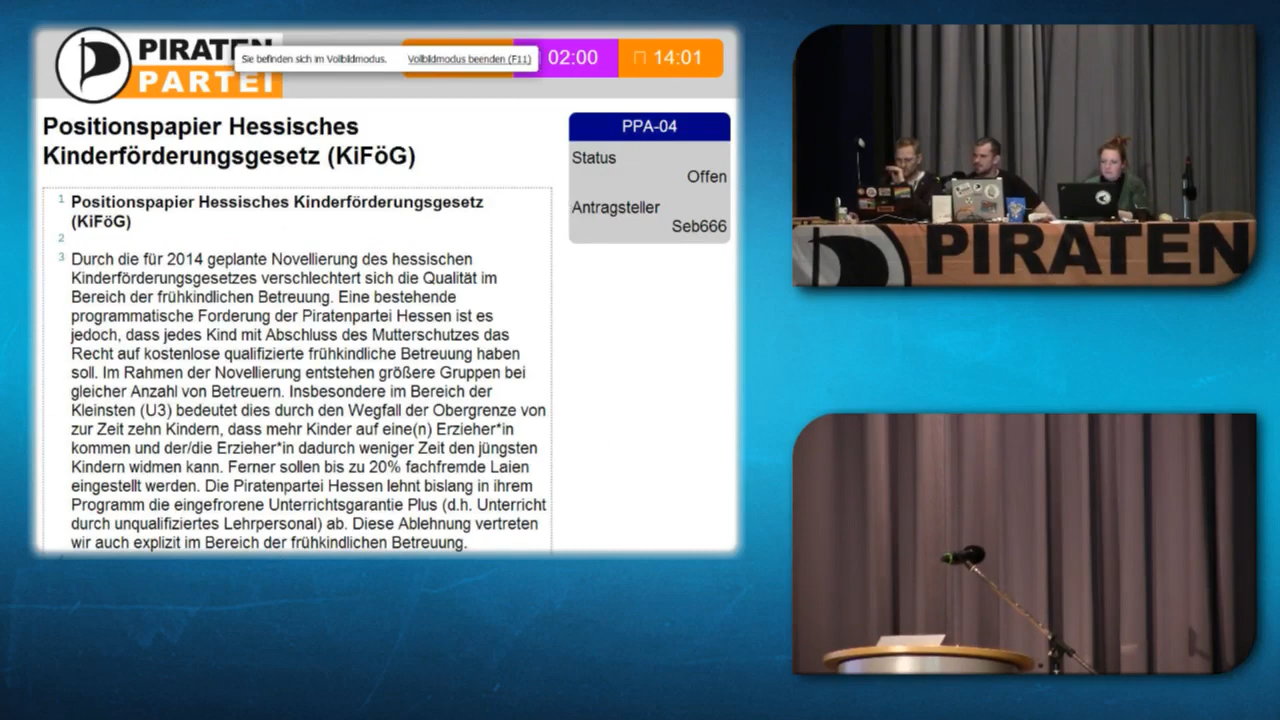 PIRATEN
PARTEI
Sie befinden sich im Vollbildmodus. Vollbildmodus beenden (F11)
02:00
14:01
Positionspapier Hessisches
Kinderförderungsgesetz (KiFöG)
PPA-04
Status
Offen
Antragsteller
Seb666
1 Positionspapier Hessisches Kinderförderungsgesetz
(KiFöG)
2
3 Durch die für 2014 geplante Novellierung des hessischen
Kinderförderungsgesetzes verschlechtert sich die Qualität im
Bereich der frühkindlichen Betreuung. Eine bestehende
programmatische Forderung der Piratenpartei Hessen ist es
jedoch, dass jedes Kind mit Abschluss des Mutterschutzes das
Recht auf kostenlose qualifizierte frühkindliche Betreuung haben
soll. Im Rahmen der Novellierung entstehen größere Gruppen bei
gleicher Anzahl von Betreuern. Insbesondere im Bereich der
Kleinsten (U3) bedeutet dies durch den Wegfall der Obergrenze von
zur Zeit zehn Kindern, dass mehr Kinder auf eine(n) Erzieher*in
kommen und der/die Erzieher*in dadurch weniger Zeit den jüngsten
Kindern widmen kann. Ferner sollen bis zu 20% fachfremde Laien
eingestellt werden. Die Piratenpartei Hessen lehnt bislang in ihrem
Programm die eingefrorene Unterrichtsgarantie Plus (d.h. Unterricht
durch unqualifiziertes Lehrpersonal) ab. Diese Ablehnung vertreten
wir auch explizit im Bereich der frühkindlichen Betreuung.
PIRATEN